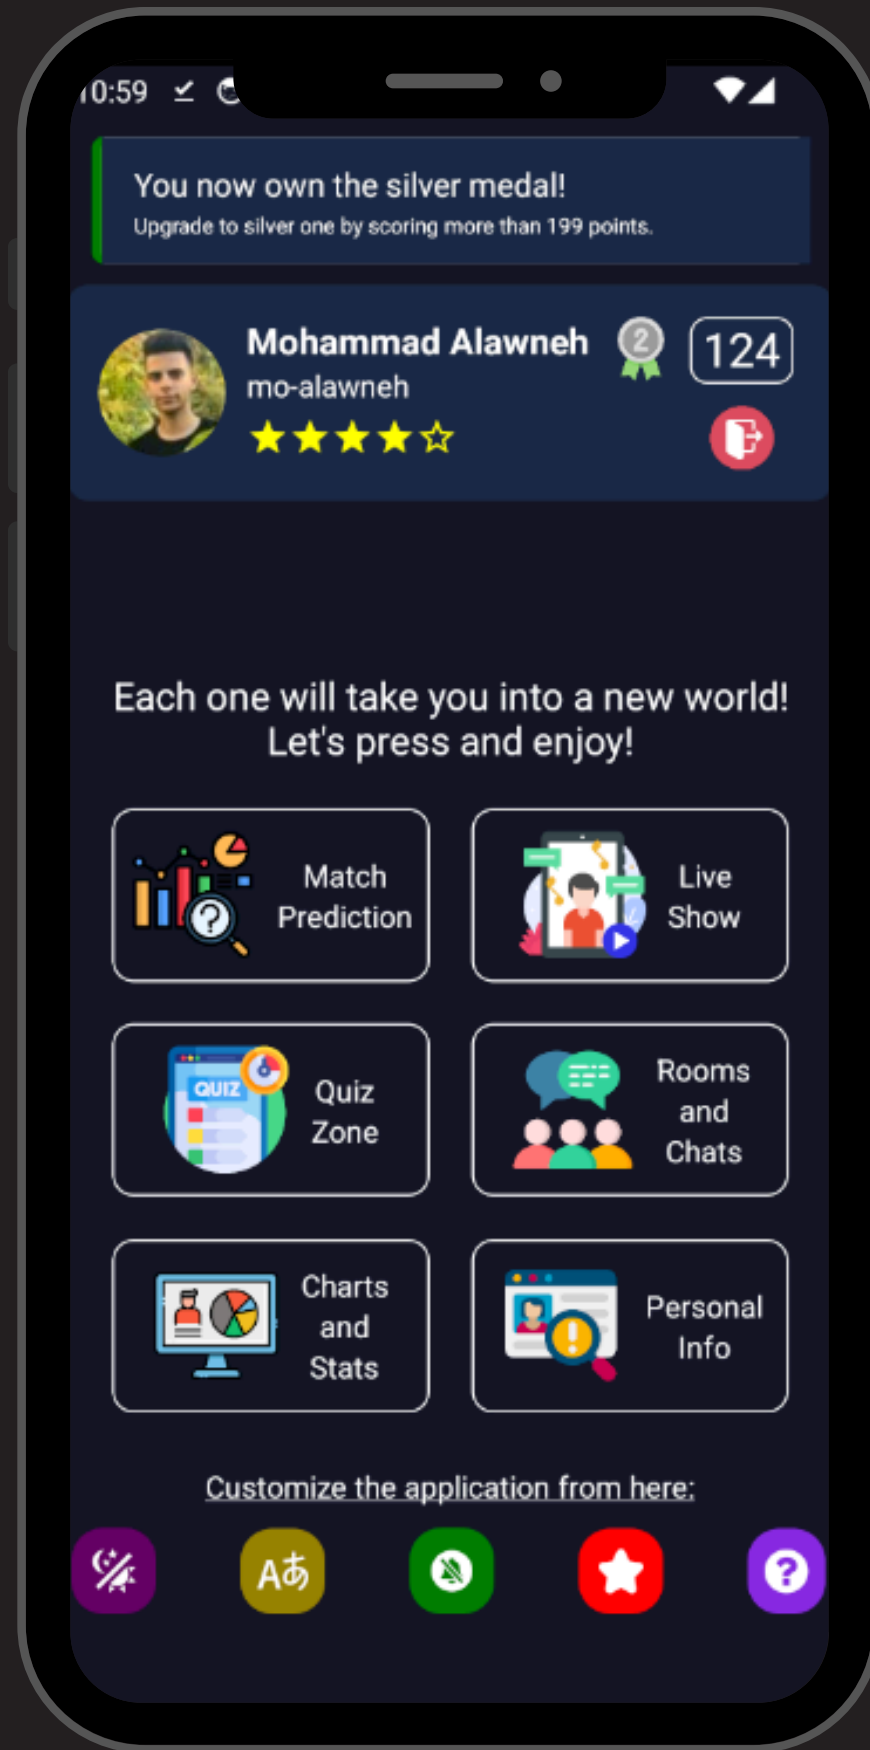 10:59
You now own the silver medal!
Upgrade to silver one by scoring more than 199 points.
Mohammad Alawneh
2
124
mo-alawneh
Each one will take you into a new world!
Let's press and enjoy!
Match
Prediction
Live
Show
QUIZ
Quiz
Zone
Rooms
and
Chats
Charts
and
Stats
Personal
Info
Customize the application from here:
Aあ